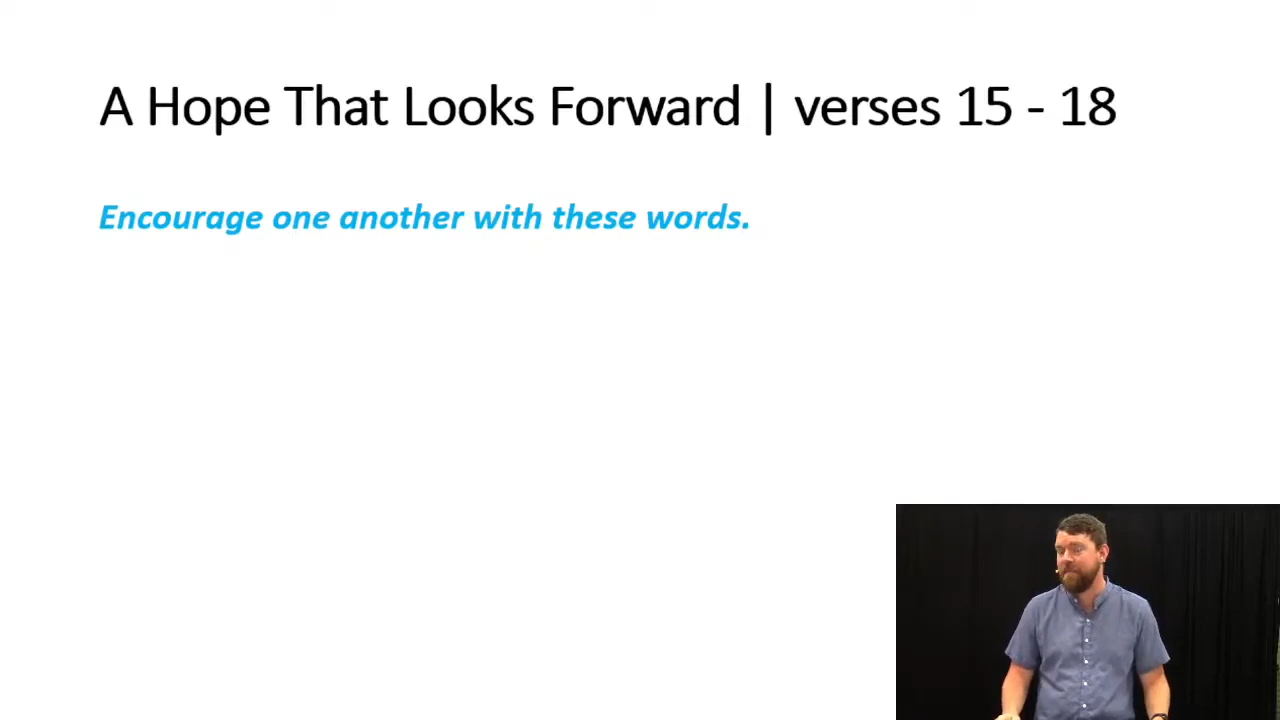 A Hope That Looks Forward | verses 15 - 18
Encourage one another with these words.